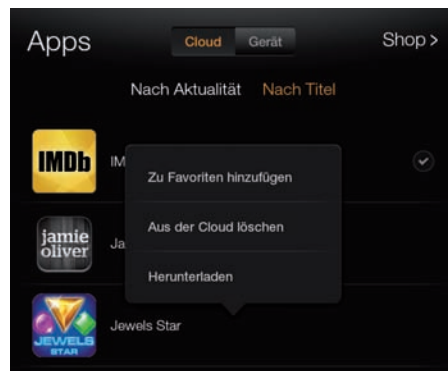 Apps Cloud Gerät Shop >
Nach Aktualität Nach Titel
IMDb IM
Zu Favoriten hinzufügen
Aus der Cloud löschen
jamie
oliver Ja
Herunterladen
Jewels Star
JEWELS
STAR